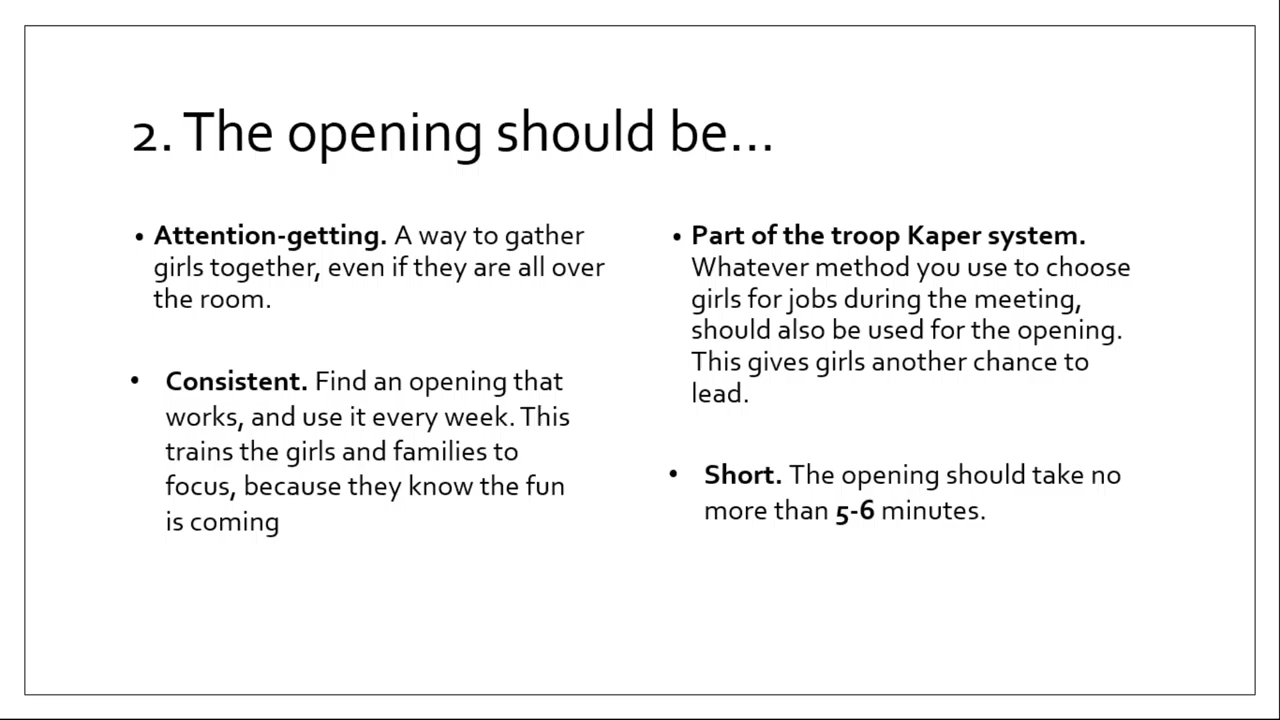 2. The opening should be...
• Attention-getting. A way to gather
girls together, even if they are all over
the room.
• Consistent. Find an opening that
works, and use it every week. This
trains the girls and families to
focus, because they know the fun
is coming
• Part of the troop Kaper system.
Whatever method you use to choose
girls for jobs during the meeting,
should also be used for the opening.
This gives girls another chance to
lead.
• Short. The opening should take no
more than 5-6 minutes.